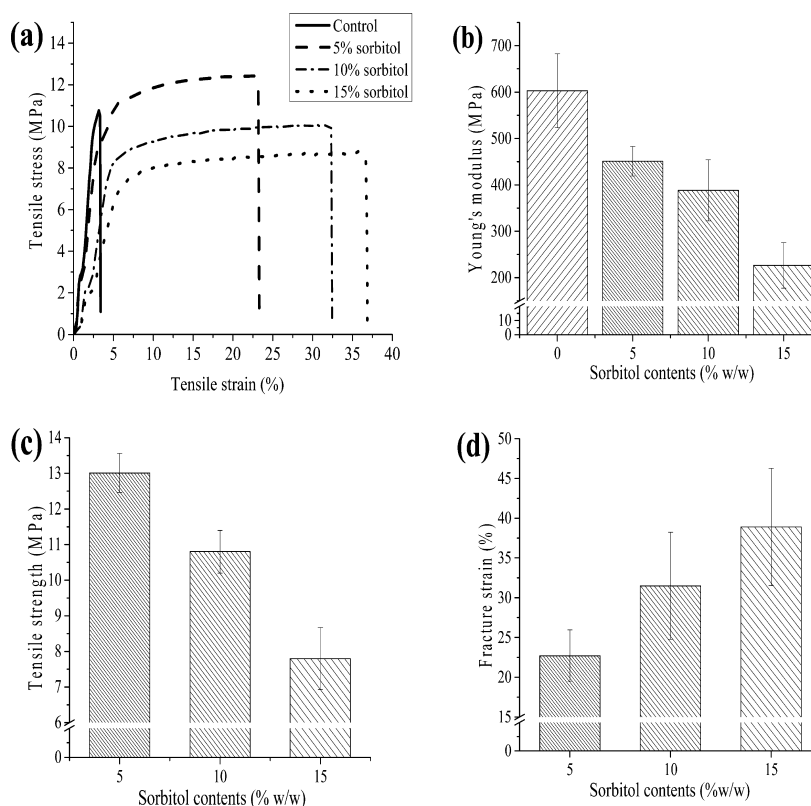 (a)
Control
5% sorbitol
10% sorbitol
15% sorbitol
14
12
10
8
6
4
2
0
Tensile stress (MPa)
0 5 10 15 20 25 30 35 40
Tensile strain (%)
(b)
700
600
500
400
300
200
10
0
Young's modulus (MPa)
0 5 10 15
Sorbitol contents (% w/w)
(c)
14
13
12
11
10
9
8
7
6
0
Tensile strength (MPa)
5 10 15
Sorbitol contents (% w/w)
(d)
50
45
40
35
30
25
20
15
0
Fracture strain (%)
5 10 15
Sorbitol contents (%w/w)